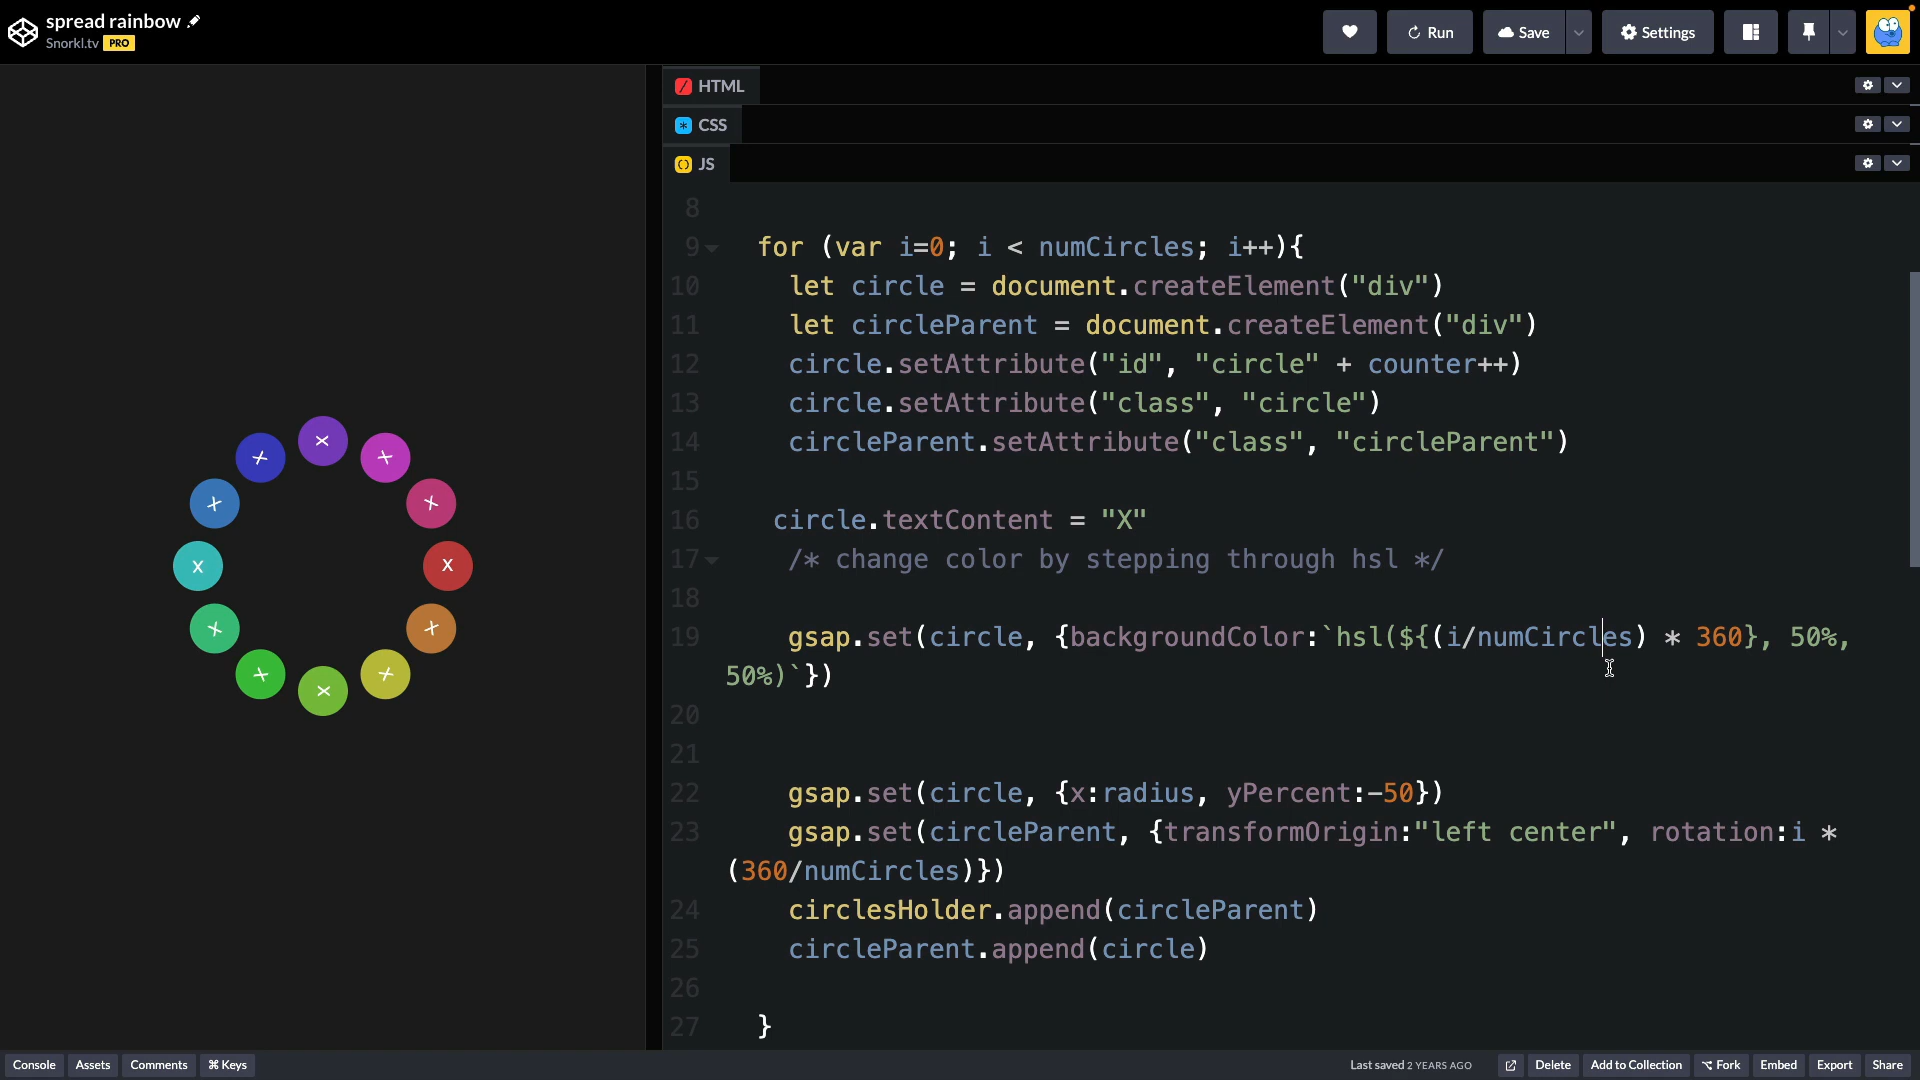 spread rainbow
Snorkl.tv PRO
Run
Save
Settings
HTML
CSS
JS
8
9 for (var i=0; i < numCircles; i++){
10 let circle = document.createElement("div")
11 let circleParent = document.createElement("div")
12 circle.setAttribute("id", "circle" + counter++)
13 circle.setAttribute("class", "circle")
14 circleParent.setAttribute("class", "circleParent")
15
16 circle.textContent = "X"
17 /* change color by stepping through hsl */
18
19 gsap.set(circle, {backgroundColor:`hsl(${(i/numCircles) * 360}, 50%,
50%)`})
20
21
22 gsap.set(circle, {x:radius, yPercent:-50})
23 gsap.set(circleParent, {transformOrigin:"left center", rotation:i *
(360/numCircles)})
24 circlesHolder.append(circleParent)
25 circleParent.append(circle)
26
27 }
X
X
X
X
X
X
X
X
X
X
X
X
Console Assets Comments ⌘ Keys
Last saved 2 YEARS AGO Delete Add to Collection Fork Embed Export Share